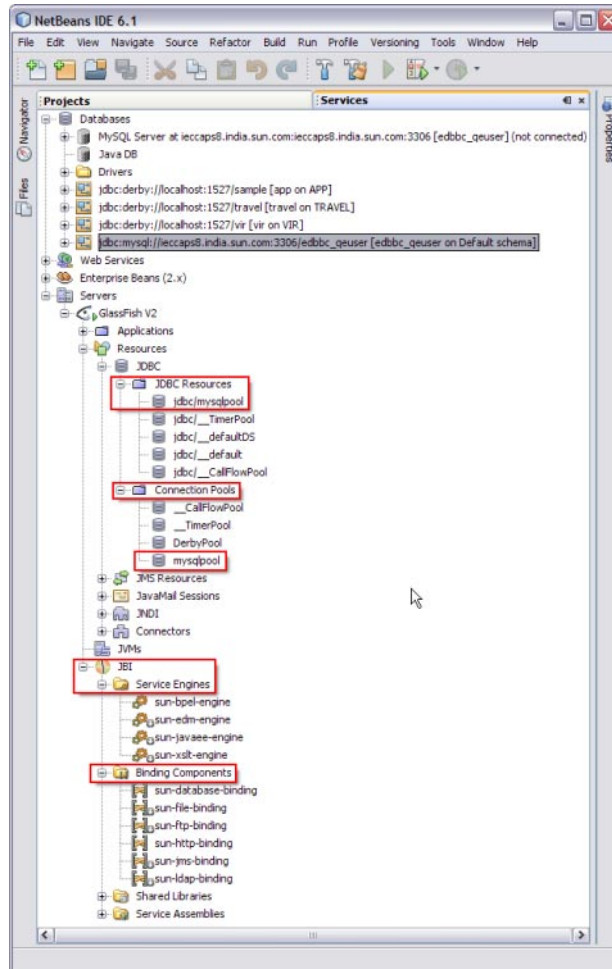 NetBeans IDE 6.1
File Edit View Navigate Source Refactor Build Run Profile Versioning Tools Window Help
Projects
Services
Navigator
Files
Properties
Databases
MySQL Server at ieccaps8.india.sun.com:ieccaps8.india.sun.com:3306 [edbbc_qeuser] (not connected)
Java DB
Drivers
jdbc:derby://localhost:1527/sample [app on APP]
jdbc:derby://localhost:1527/travel [travel on TRAVEL]
jdbc:derby://localhost:1527/vir [vir on VIR]
jdbc:mysql://ieccaps8.india.sun.com:3306/edbbc_qeuser [edbbc_qeuser on Default schema]
Web Services
Enterprise Beans (2.x)
Servers
GlassFish V2
Applications
Resources
JDBC
JDBC Resources
jdbc/mysqlpool
jdbc/__TimerPool
jdbc/__defaultDS
jdbc/__default
jdbc/__CallFlowPool
Connection Pools
__CallFlowPool
__TimerPool
DerbyPool
mysqlpool
JMS Resources
JavaMail Sessions
JNDI
Connectors
JVMs
JBI
Service Engines
sun-bpel-engine
sun-edm-engine
sun-javaee-engine
sun-xslt-engine
Binding Components
sun-database-binding
sun-file-binding
sun-ftp-binding
sun-http-binding
sun-jms-binding
sun-ldap-binding
Shared Libraries
Service Assemblies